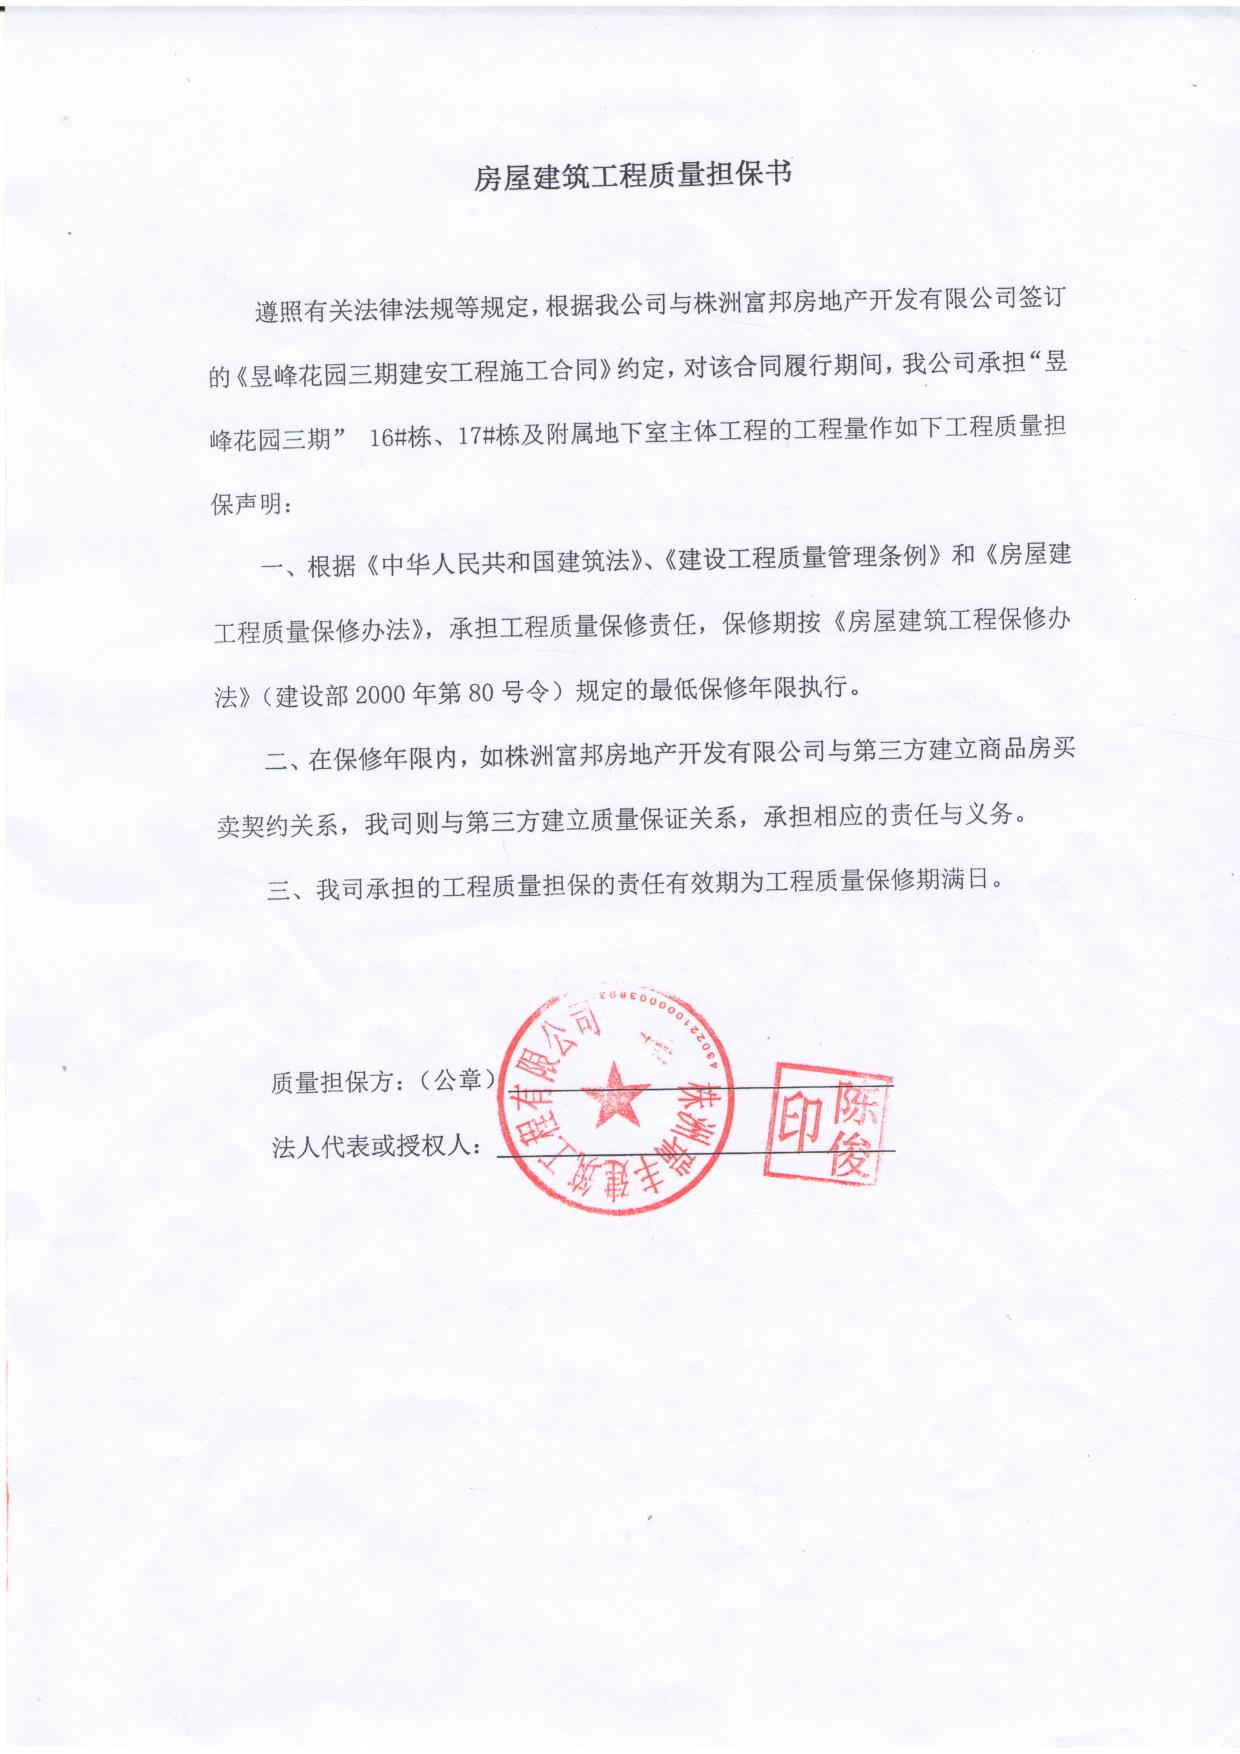 房屋建筑工程质量担保书
遵照有关法律法规等规定，根据我公司与株洲富邦房地产开发有限公司签订
的《昱峰花园三期建安工程施工合同》约定，对该合同履行期间，我公司承担“昱
峰花园三期” 16#栋、17#栋及附属地下室主体工程的工程量作如下工程质量担
保声明：
一、根据《中华人民共和国建筑法》、《建设工程质量管理条例》和《房屋建
工程质量保修办法》，承担工程质量保修责任，保修期按《房屋建筑工程保修办
法》（建设部 2000 年第 80 号令）规定的最低保修年限执行。
二、在保修年限内，如株洲富邦房地产开发有限公司与第三方建立商品房买
卖契约关系，我司则与第三方建立质量保证关系，承担相应的责任与义务。
三、我司承担的工程质量担保的责任有效期为工程质量保修期满日。
质量担保方：（公章）
法人代表或授权人：
株洲瑞丰建筑工程有限公司
4302210000003693
陈俊
印